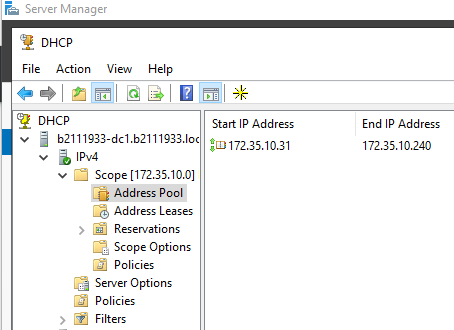 Server Manager
DHCP
File Action View Help
DHCP
b2111933-dc1.b2111933.loc
IPv4
Scope [172.35.10.0]
Address Pool
Address Leases
Reservations
Scope Options
Policies
Server Options
Policies
Filters
Start IP Address End IP Address
172.35.10.31 172.35.10.240